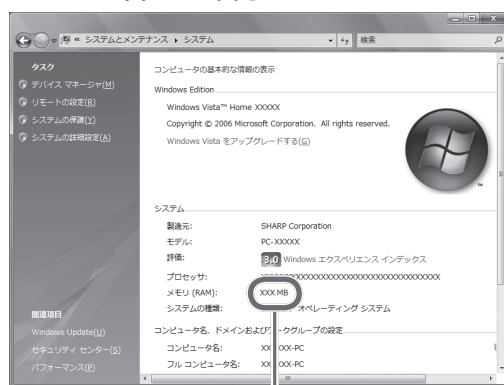 « システムとメンテナンス ▸ システム
検索
タスク
デバイス マネージャ(M)
リモートの設定(R)
システムの保護(Y)
システムの詳細設定(A)
関連項目
Windows Update(U)
セキュリティ センター(S)
パフォーマンス(P)
コンピュータの基本的な情報の表示
Windows Edition
Windows Vista™ Home XXXXX
Copyright © 2006 Microsoft Corporation. All rights reserved.
Windows Vista をアップグレードする(G)
システム
製造元: SHARP Corporation
モデル: PC-XXXXX
評価: 3,0 Windows エクスペリエンス インデックス
プロセッサ: XXXXXXXXXXXXXXXXXXXXXXXXXXXXXXXXXX
メモリ (RAM): XXX MB
システムの種類: オペレーティング システム
コンピュータ名、ドメインおよび ークグループの設定
コンピュータ名: XX XX-PC
フル コンピュータ名: XX XX-PC